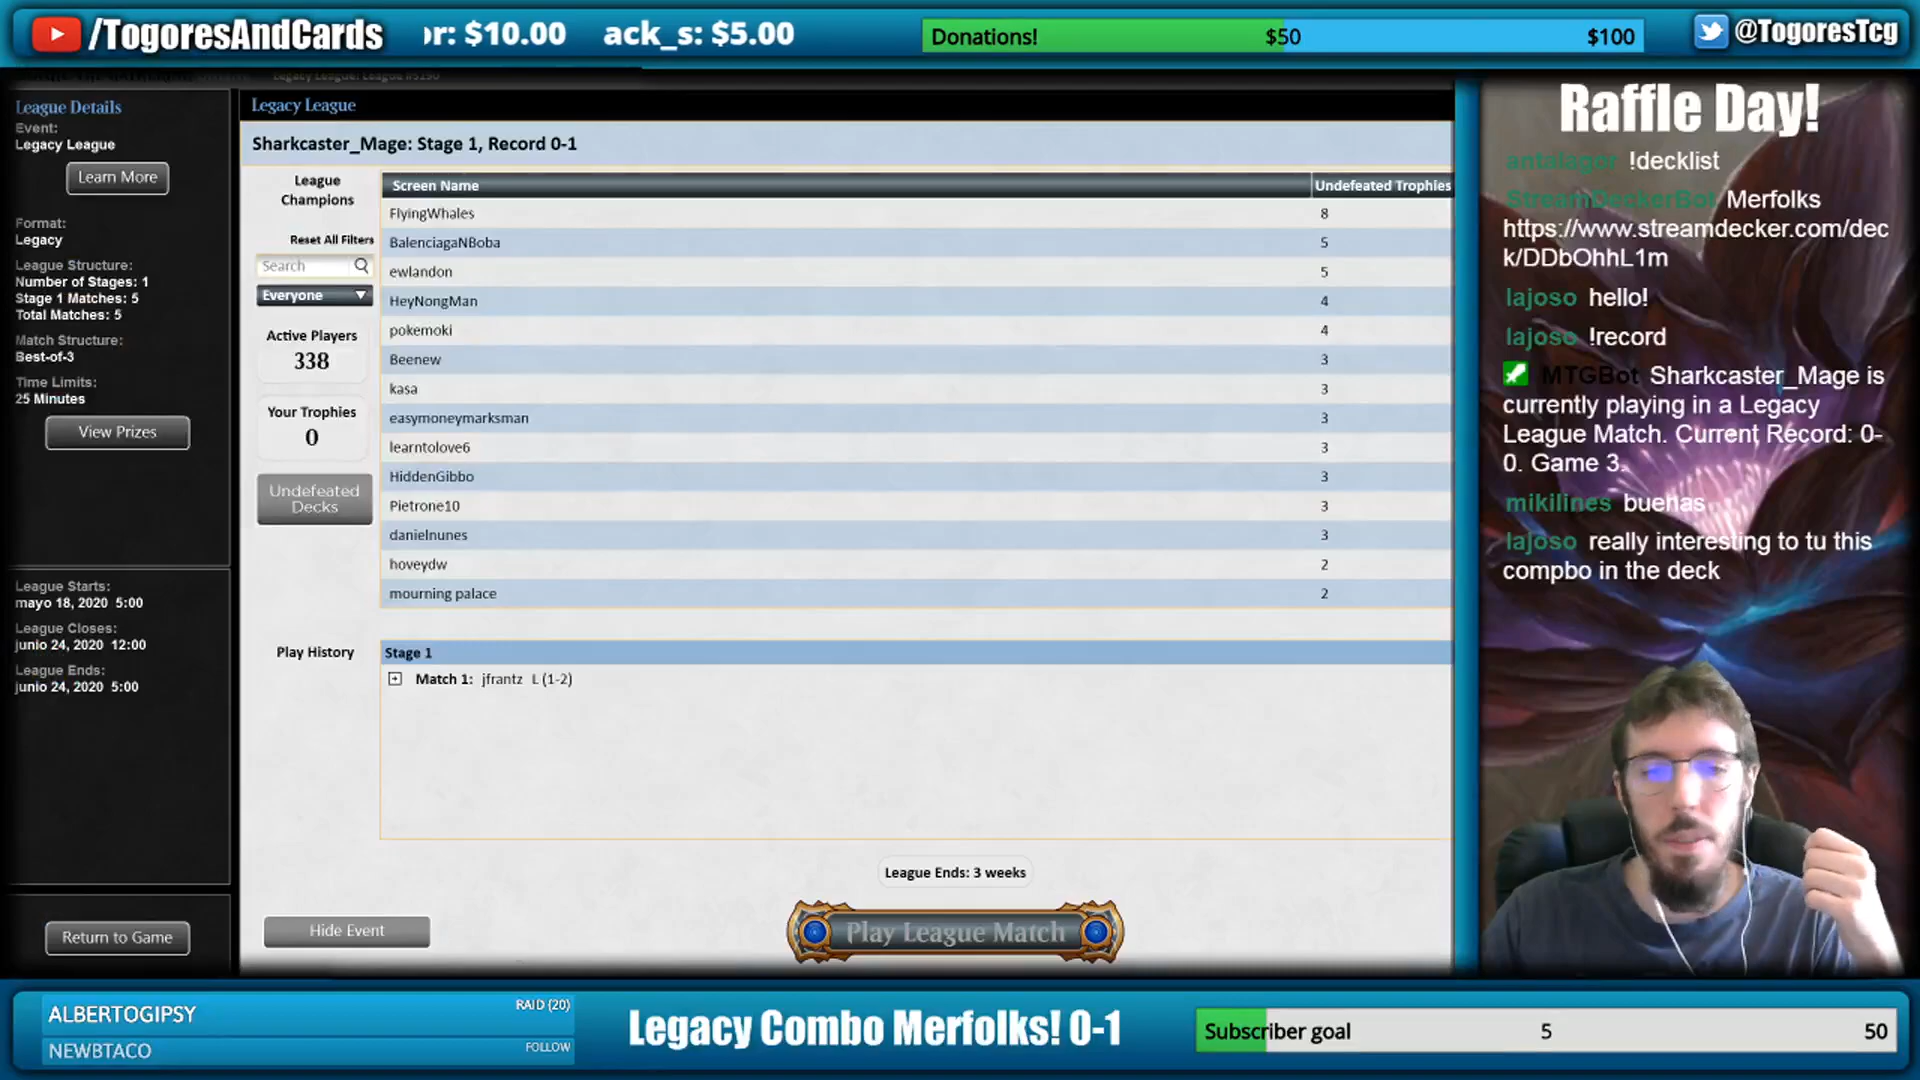 /TogoresAndCards
or: $10.00 ack_s: $5.00
Donations! $50 $100
@TogoresTcg
Legacy League: League #5190
League Details
Event:
Legacy League
Learn More
Format:
Legacy
League Structure:
Number of Stages: 1
Stage 1 Matches: 5
Total Matches: 5
Match Structure:
Best-of-3
Time Limits:
25 Minutes
View Prizes
League Starts:
mayo 18, 2020 5:00
League Closes:
junio 24, 2020 12:00
League Ends:
junio 24, 2020 5:00
Return to Game
Legacy League
Sharkcaster_Mage: Stage 1, Record 0-1
League
Champions
Reset All Filters
Search
Everyone
Active Players
338
Your Trophies
0
Undefeated
Decks
Screen Name Undefeated Trophies
FlyingWhales 8
BalenciagaNBoba 5
ewlandon 5
HeyNongMan 4
pokemoki 4
Beenew 3
kasa 3
easymoneymarksman 3
learntolove6 3
HiddenGibbo 3
Pietrone10 3
danielnunes 3
hoveydw 2
mourning palace 2
Play History
Stage 1
Match 1: jfrantz L (1-2)
League Ends: 3 weeks
Hide Event
Play League Match
Raffle Day!
antalagor !decklist
StreamDeckerBot Merfolks
https://www.streamdecker.com/dec
k/DDbOhhL1m
lajoso hello!
lajoso !record
MTGBot Sharkcaster_Mage is
currently playing in a Legacy
League Match. Current Record: 0-
0. Game 3.
mikilines buenas
lajoso really interesting to tu this
compbo in the deck
ALBERTOGIPSY RAID (20)
NEWBTACO FOLLOW
Legacy Combo Merfolks! 0-1
Subscriber goal 5 50